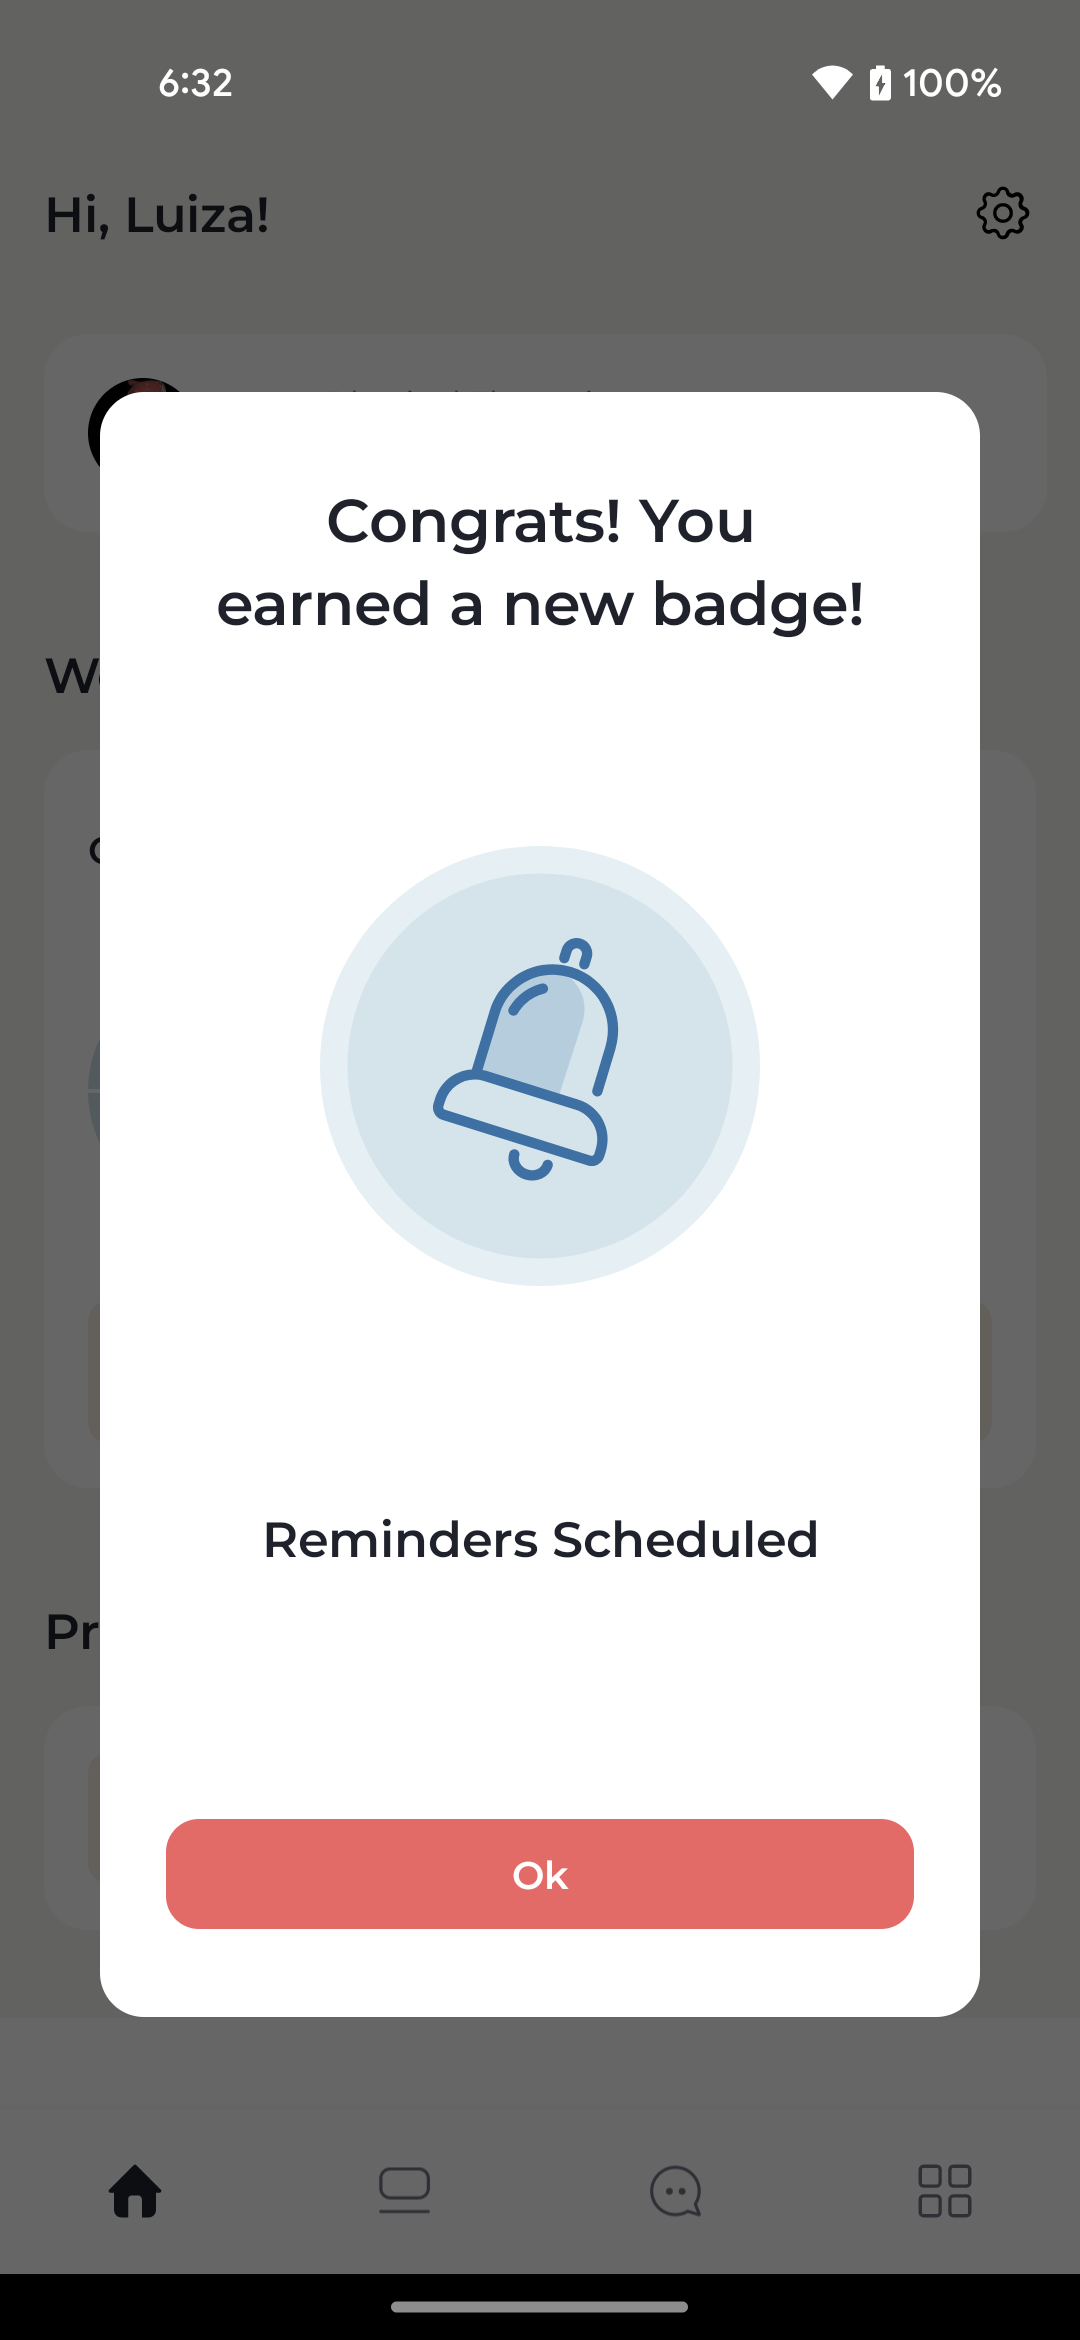 6:32
100%
Hi, Luiza!
Congrats! You
earned a new badge!
Reminders Scheduled
Ok